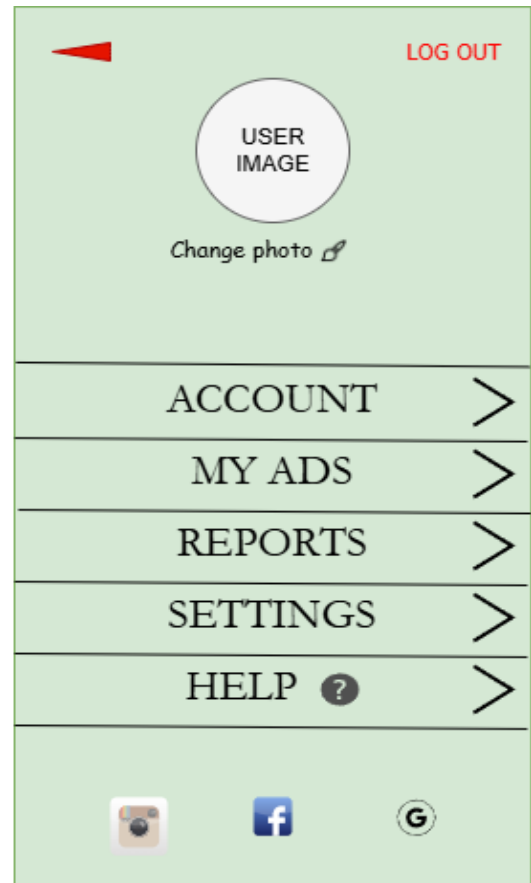 LOG OUT
USER
IMAGE
Change photo
ACCOUNT
MY ADS
REPORTS
SETTINGS
HELP ?
f
G